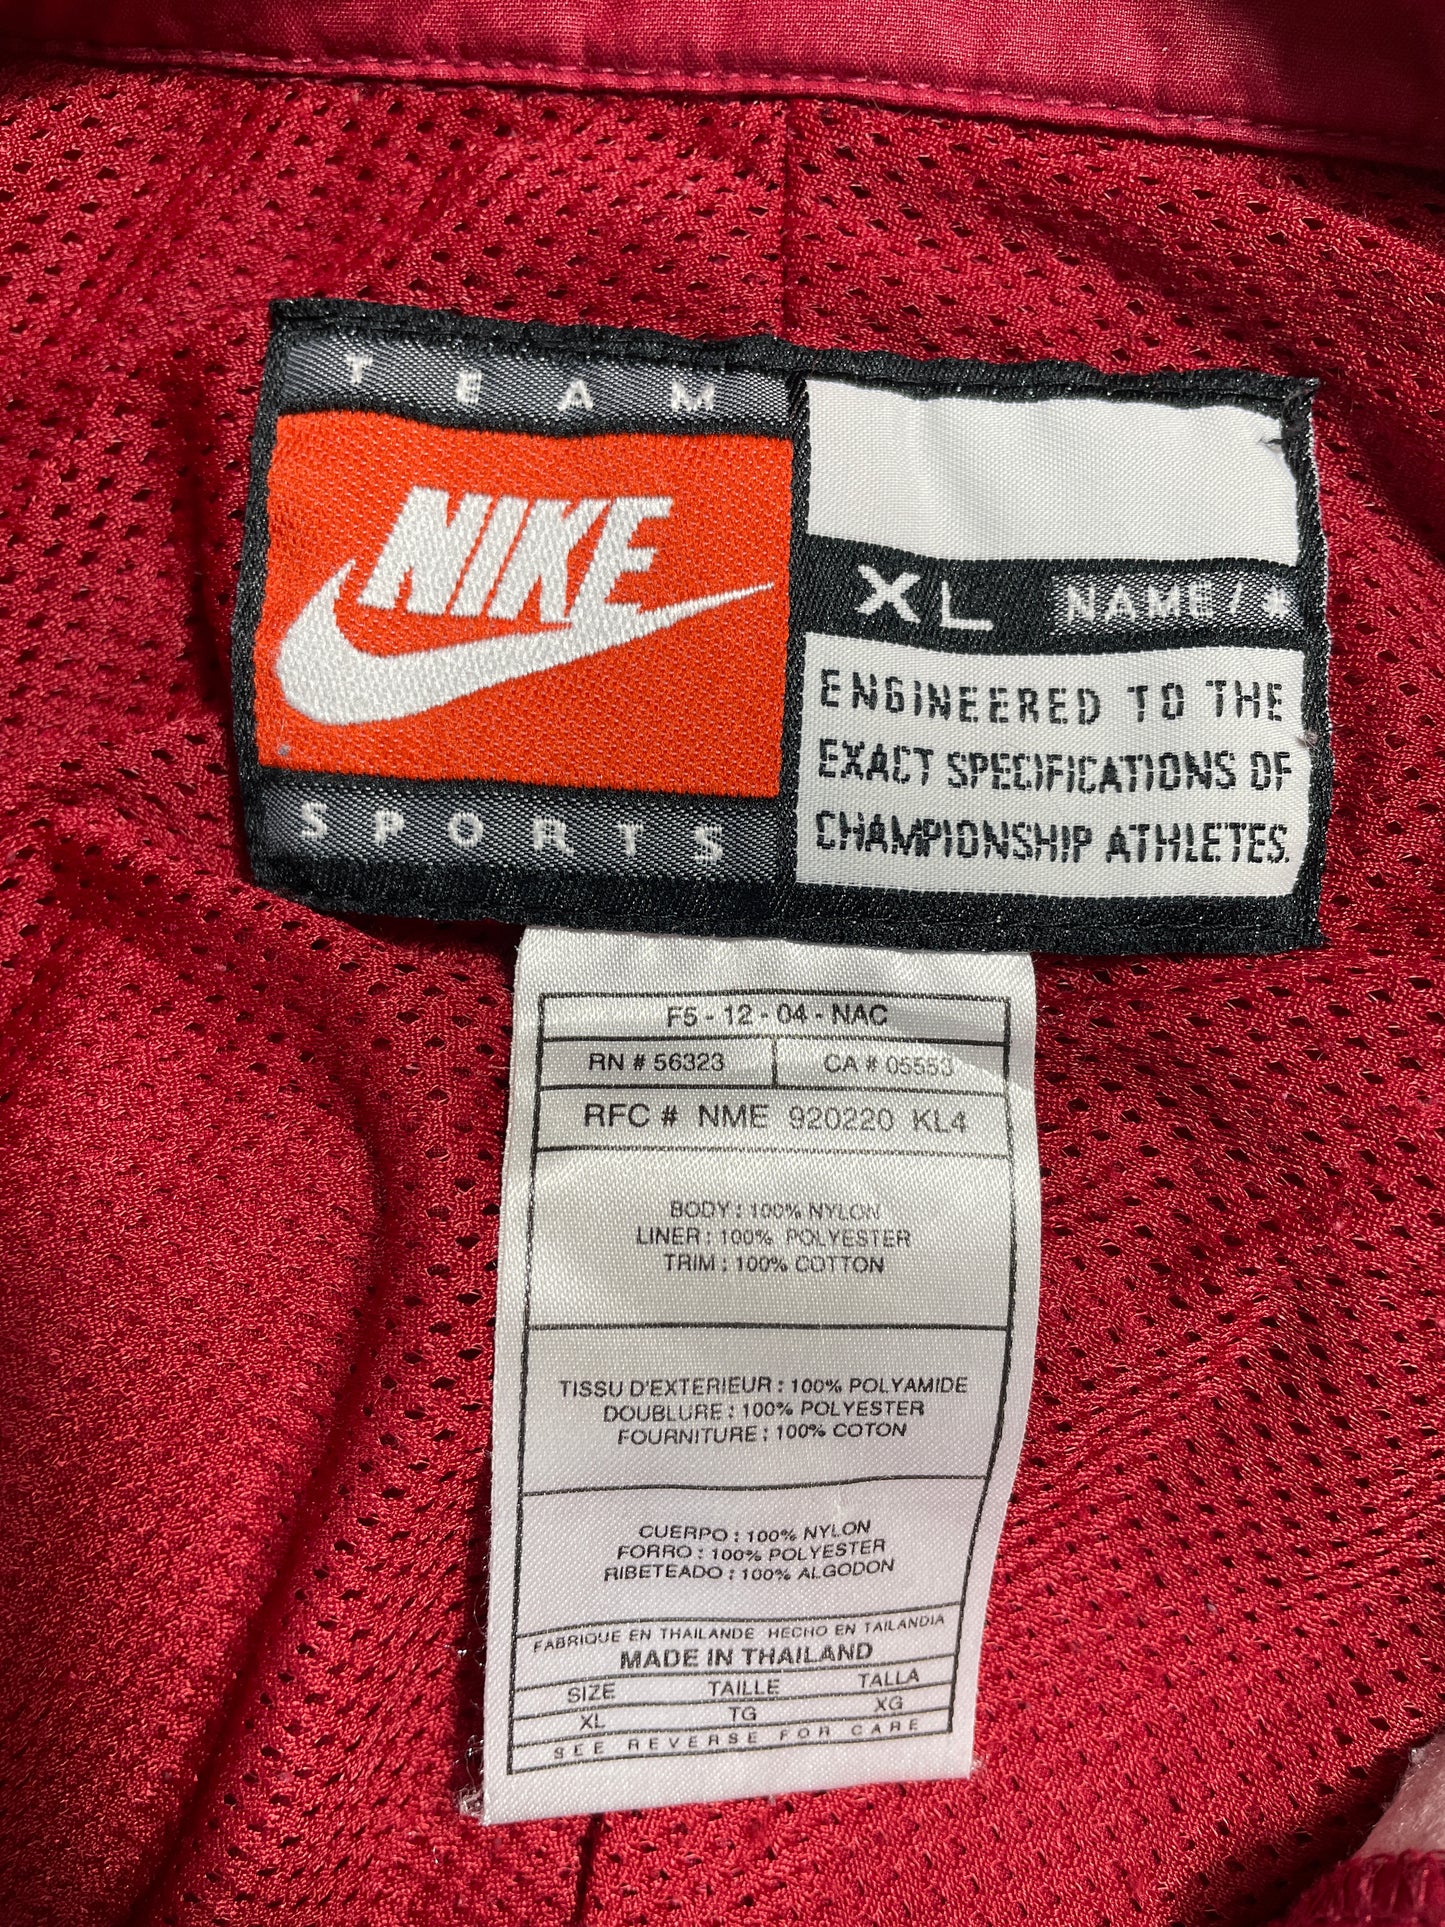 TEAM
NIKE
SPORTS
XL NAME/#
ENGINEERED TO THE
EXACT SPECIFICATIONS OF
CHAMPIONSHIP ATHLETES.
F5 - 12 - 04 - NAC
RN # 56323 CA # 05553
RFC # NME 920220 KL4
BODY : 100% NYLON
LINER : 100% POLYESTER
TRIM : 100% COTTON
TISSU D'EXTERIEUR : 100% POLYAMIDE
DOUBLURE : 100% POLYESTER
FOURNITURE : 100% COTON
CUERPO : 100% NYLON
FORRO : 100% POLYESTER
RIBETEADO : 100% ALGODON
FABRIQUE EN THAILANDE HECHO EN TAILANDIA
MADE IN THAILAND
SIZE TAILLE TALLA
XL TG XG
SEE REVERSE FOR CARE